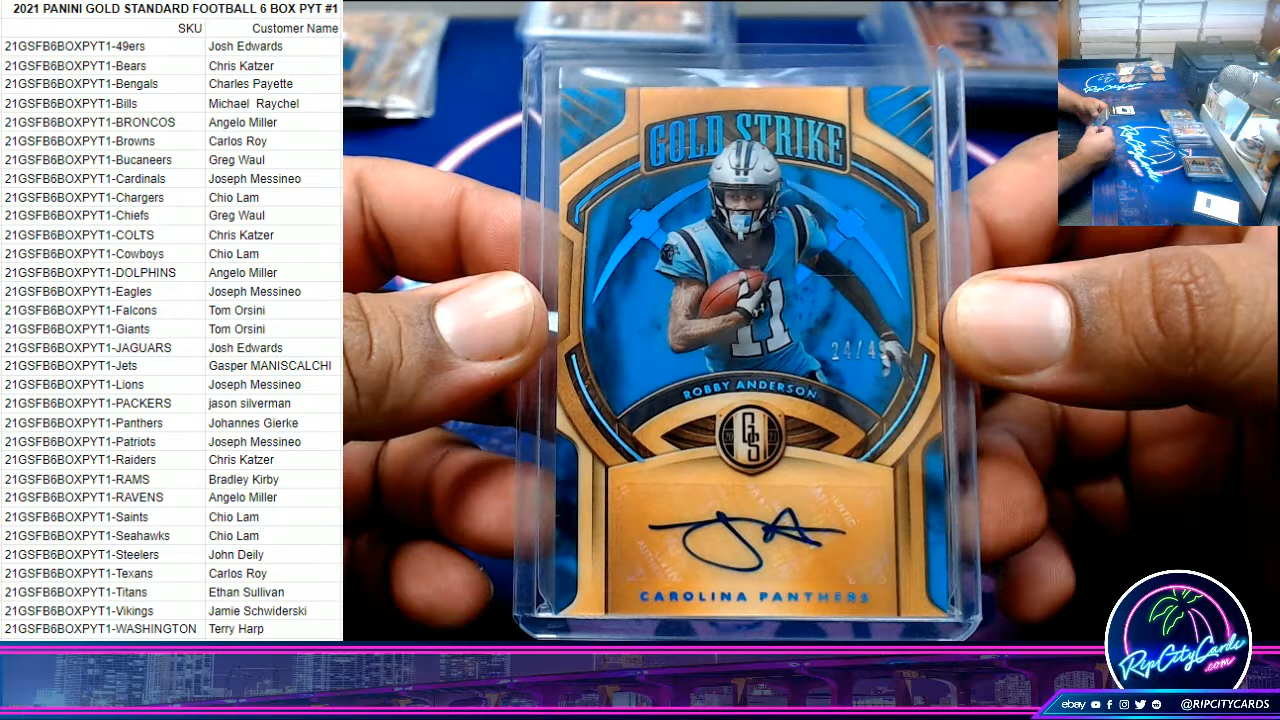 2021 PANINI GOLD STANDARD FOOTBALL 6 BOX PYT #1
SKU Customer Name
21GSFB6BOXPYT1-49ers Josh Edwards
21GSFB6BOXPYT1-Bears Chris Katzer
21GSFB6BOXPYT1-Bengals Charles Payette
21GSFB6BOXPYT1-Bills Michael Raychel
21GSFB6BOXPYT1-BRONCOS Angelo Miller
21GSFB6BOXPYT1-Browns Carlos Roy
21GSFB6BOXPYT1-Bucaneers Greg Waul
21GSFB6BOXPYT1-Cardinals Joseph Messineo
21GSFB6BOXPYT1-Chargers Chio Lam
21GSFB6BOXPYT1-Chiefs Greg Waul
21GSFB6BOXPYT1-COLTS Chris Katzer
21GSFB6BOXPYT1-Cowboys Chio Lam
21GSFB6BOXPYT1-DOLPHINS Angelo Miller
21GSFB6BOXPYT1-Eagles Joseph Messineo
21GSFB6BOXPYT1-Falcons Tom Orsini
21GSFB6BOXPYT1-Giants Tom Orsini
21GSFB6BOXPYT1-JAGUARS Josh Edwards
21GSFB6BOXPYT1-Jets Gasper MANISCALCHI
21GSFB6BOXPYT1-Lions Joseph Messineo
21GSFB6BOXPYT1-PACKERS jason silverman
21GSFB6BOXPYT1-Panthers Johannes Gierke
21GSFB6BOXPYT1-Patriots Joseph Messineo
21GSFB6BOXPYT1-Raiders Chris Katzer
21GSFB6BOXPYT1-RAMS Bradley Kirby
21GSFB6BOXPYT1-RAVENS Angelo Miller
21GSFB6BOXPYT1-Saints Chio Lam
21GSFB6BOXPYT1-Seahawks Chio Lam
21GSFB6BOXPYT1-Steelers John Deily
21GSFB6BOXPYT1-Texans Carlos Roy
21GSFB6BOXPYT1-Titans Ethan Sullivan
21GSFB6BOXPYT1-Vikings Jamie Schwiderski
21GSFB6BOXPYT1-WASHINGTON Terry Harp
GOLD STRIKE
11
ROBBY ANDERSON
GS
CAROLINA PANTHERS
RipCityCards
.com
ebay @RIPCITYCARDS